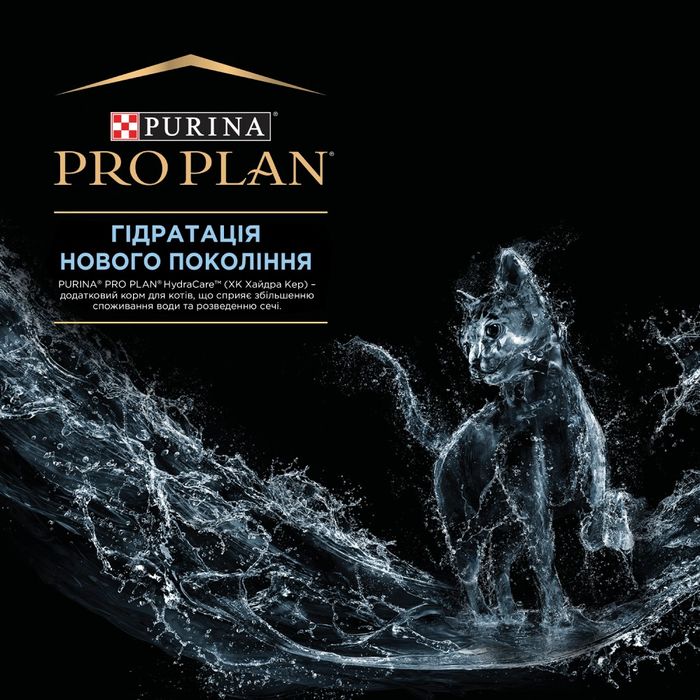 PURINA®
PRO PLAN®
ГІДРАТАЦІЯ
НОВОГО ПОКОЛІННЯ
PURINA® PRO PLAN® HydraCare™ (ХК Хайдра Кер) –
додатковий корм для котів, що сприяє збільшенню
споживання води та розведенню сечі.